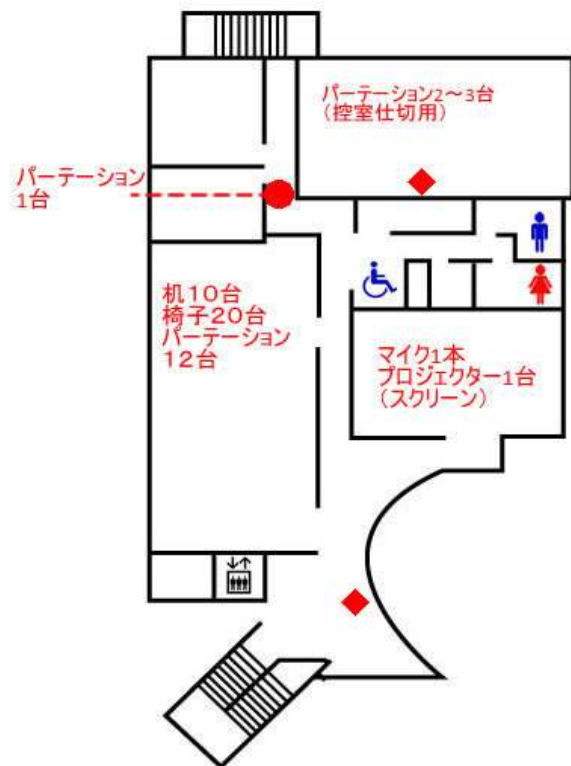 パーテーション2～3台
（控室仕切用）
パーテーション
1台
机１０台
椅子２０台
パーテーション
１２台
マイク1本
プロジェクター1台
（スクリーン）